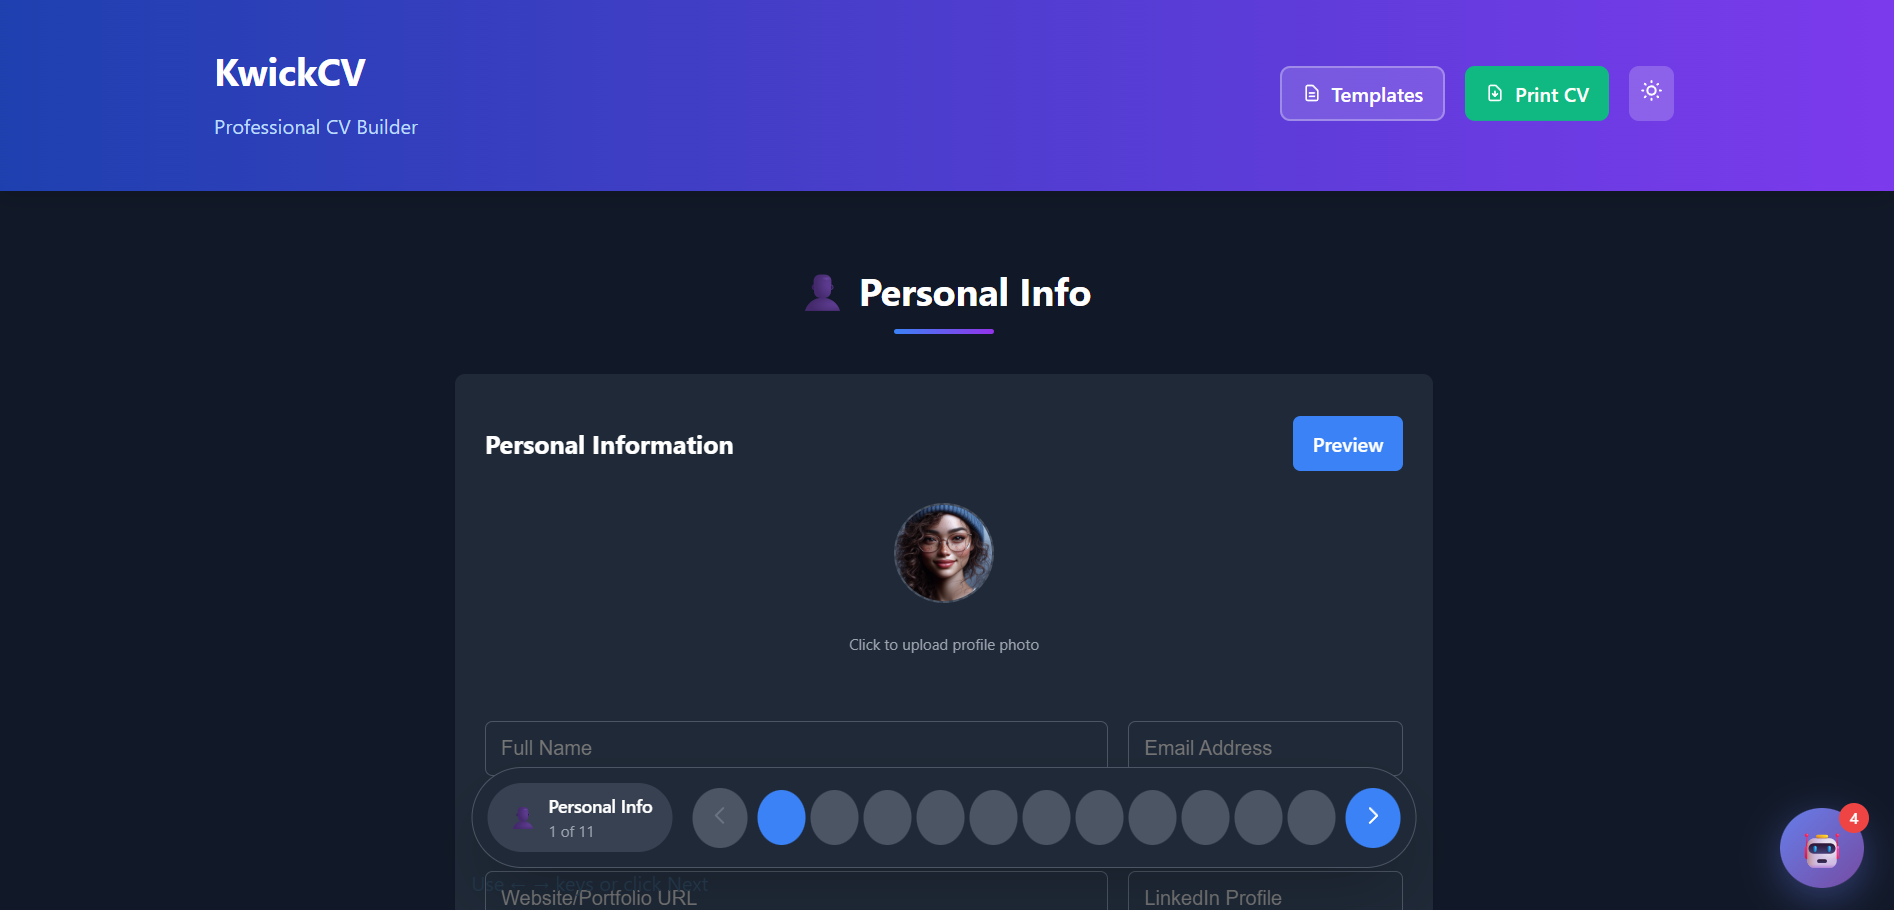 KwickCV
Professional CV Builder
Templates
Print CV
Personal Info
Personal Information
Preview
Click to upload profile photo
Full Name
Email Address
Personal Info
1 of 11
4
Use ← → keys or click Next
Website/Portfolio URL
LinkedIn Profile